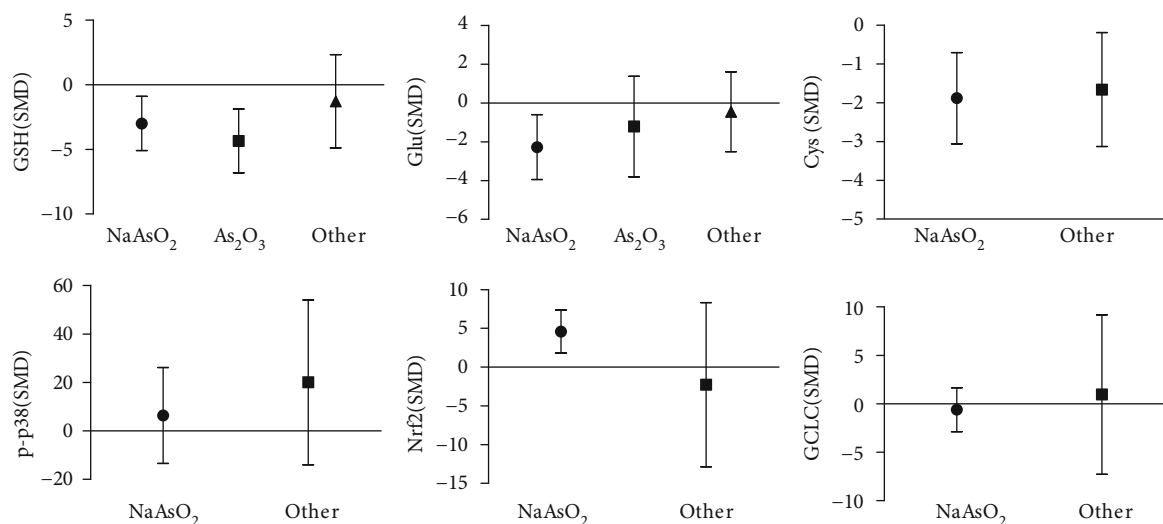 GSH(SMD)
5
0
−5
−10
NaAsO₂ As₂O₃ Other
Glu(SMD)
4
2
0
−2
−4
−6
NaAsO₂ As₂O₃ Other
Cys (SMD)
0
−1
−2
−3
−4
−5
NaAsO₂ Other
p-p38(SMD)
60
40
20
0
−20
NaAsO₂ Other
Nrf2(SMD)
10
5
0
−5
−10
−15
NaAsO₂ Other
GCLC(SMD)
10
5
0
−5
−10
NaAsO₂ Other